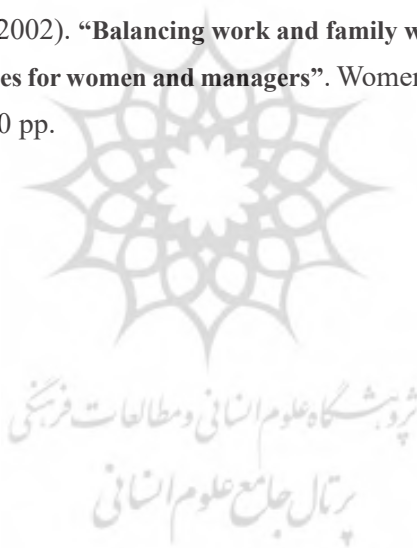 2002). “Balancing work and family w
es for women and managers”. Women
0 pp.
پژوهشگاه علوم انسانی و مطالعات فرهنگی
پرتال جامع علوم انسانی